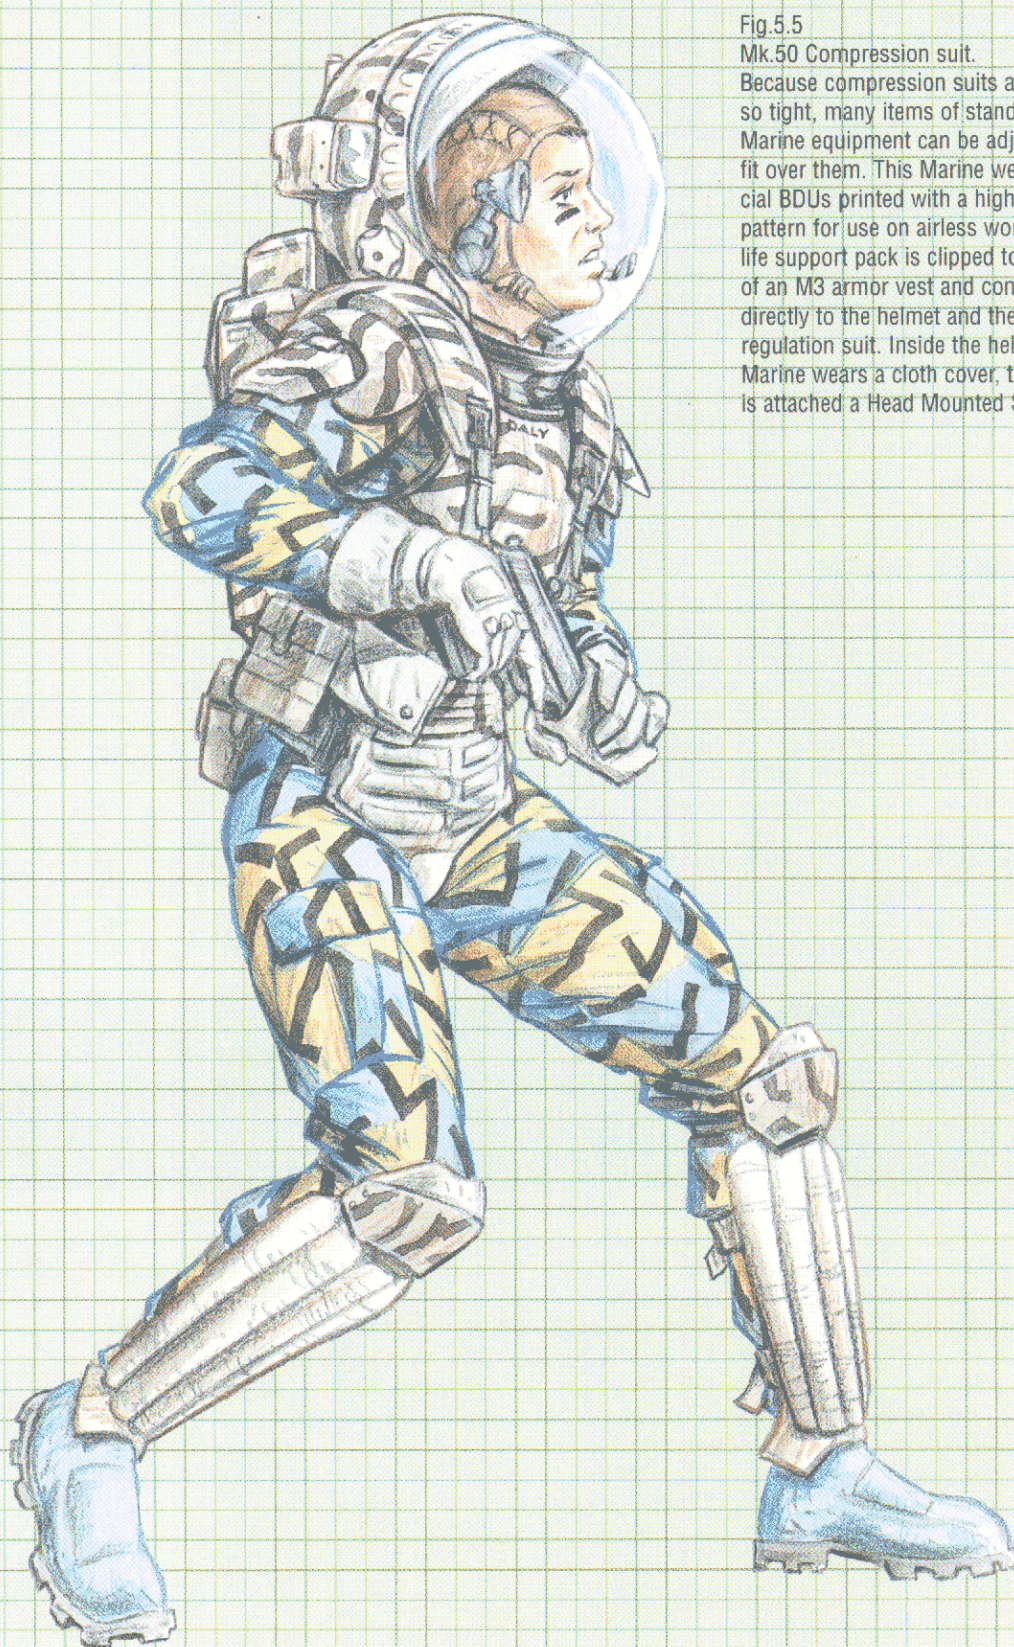 Fig.5.5
Mk.50 Compression suit.
Because compression suits a
so tight, many items of stand
Marine equipment can be adj
fit over them. This Marine we
cial BDUs printed with a high
pattern for use on airless wor
life support pack is clipped to
of an M3 armor vest and con
directly to the helmet and the
regulation suit. Inside the hel
Marine wears a cloth cover, t
is attached a Head Mounted S
DALY